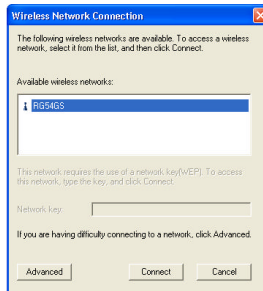 Wireless Network Connection
The following wireless networks are available. To access a wireless
network, select it from the list, and then click Connect.
Available wireless networks:
RG54GS
This network requires the use of a network key(WEP). To access
this network, type the key, and click Connect.
Network key:
If you are having difficulty connecting to a network, click Advanced.
Advanced
Connect
Cancel